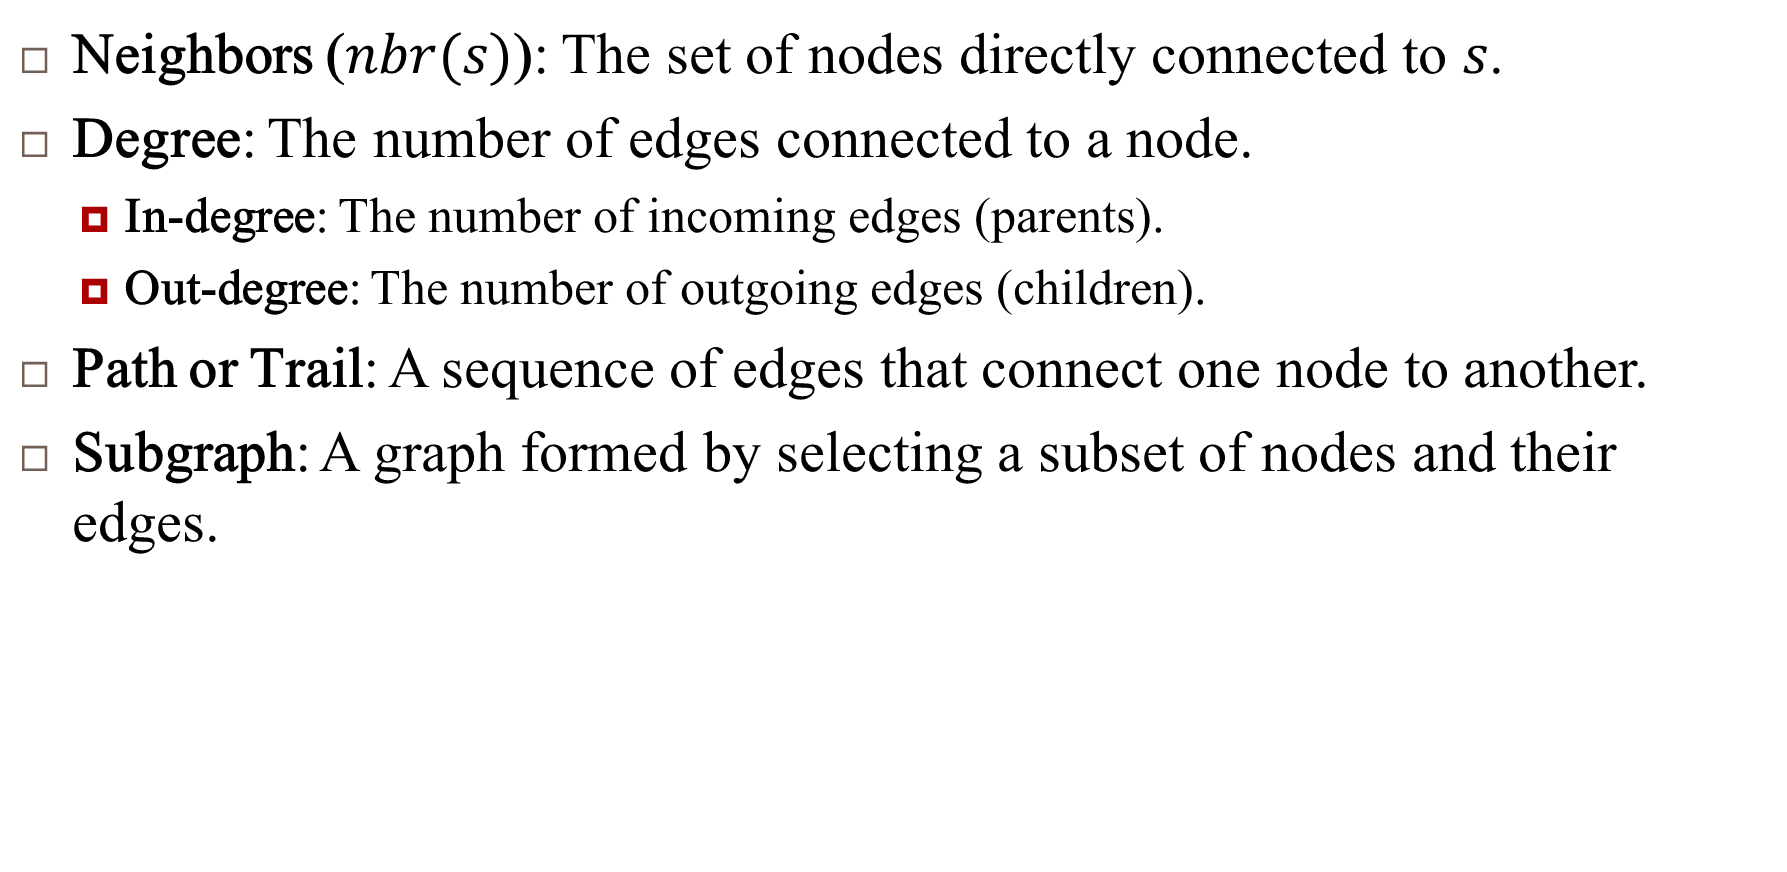 Neighbors (nbr(s)): The set of nodes directly connected to s.
Degree: The number of edges connected to a node.
In-degree: The number of incoming edges (parents).
Out-degree: The number of outgoing edges (children).
Path or Trail: A sequence of edges that connect one node to another.
Subgraph: A graph formed by selecting a subset of nodes and their
edges.